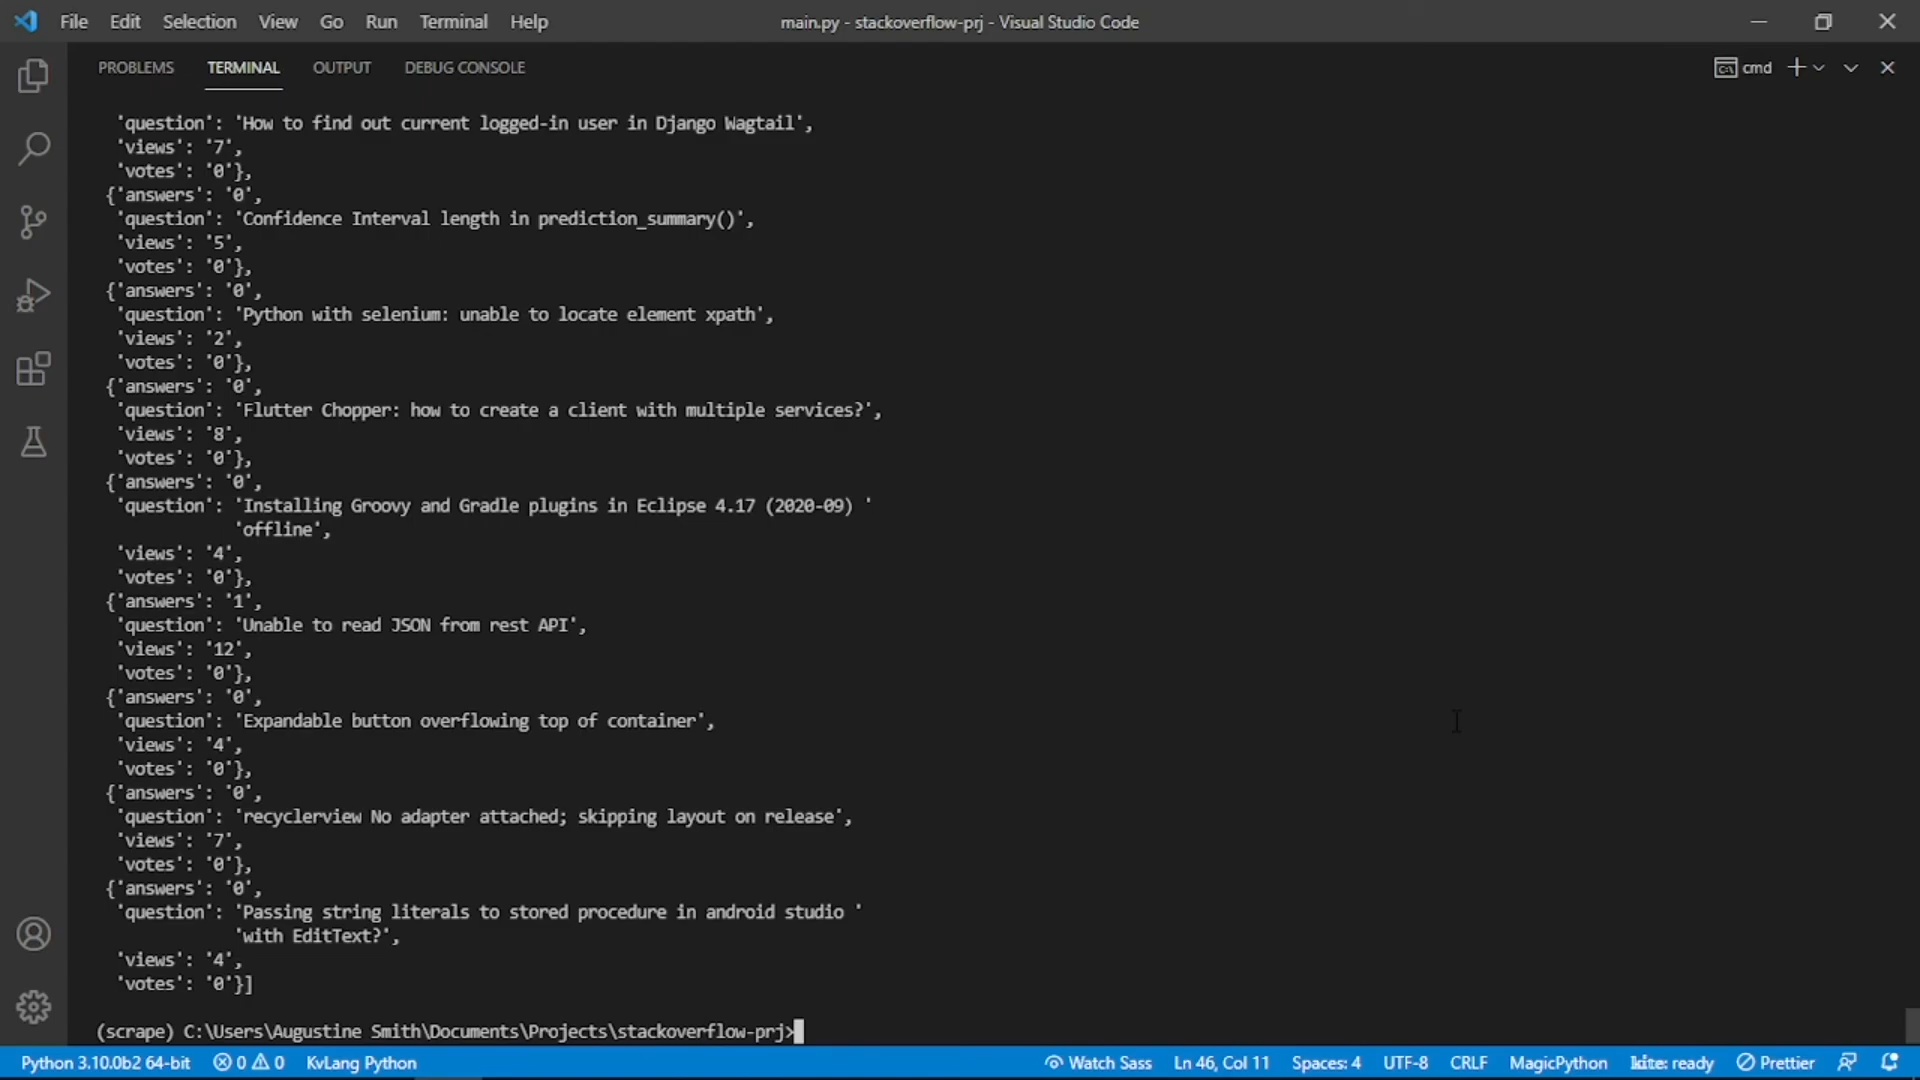 File Edit Selection View Go Run Terminal Help
main.py - stackoverflow-prj - Visual Studio Code
PROBLEMS TERMINAL OUTPUT DEBUG CONSOLE
cmd
'question': 'How to find out current logged-in user in Django Wagtail',
'views': '7',
'votes': '0'},
{'answers': '0',
'question': 'Confidence Interval length in prediction_summary()',
'views': '5',
'votes': '0'},
{'answers': '0',
'question': 'Python with selenium: unable to locate element xpath',
'views': '2',
'votes': '0'},
{'answers': '0',
'question': 'Flutter Chopper: how to create a client with multiple services?',
'views': '8',
'votes': '0'},
{'answers': '0',
'question': 'Installing Groovy and Gradle plugins in Eclipse 4.17 (2020-09) '
'offline',
'views': '4',
'votes': '0'},
{'answers': '1',
'question': 'Unable to read JSON from rest API',
'views': '12',
'votes': '0'},
{'answers': '0',
'question': 'Expandable button overflowing top of container',
'views': '4',
'votes': '0'},
{'answers': '0',
'question': 'recyclerview No adapter attached; skipping layout on release',
'views': '7',
'votes': '0'},
{'answers': '0',
'question': 'Passing string literals to stored procedure in android studio '
'with EditText?',
'views': '4',
'votes': '0'}]
(scrape) C:\Users\Augustine Smith\Documents\Projects\stackoverflow-prj>
Python 3.10.0b2 64-bit 0 0 KvLang Python Watch Sass Ln 46, Col 11 Spaces: 4 UTF-8 CRLF MagicPython kite: ready Prettier